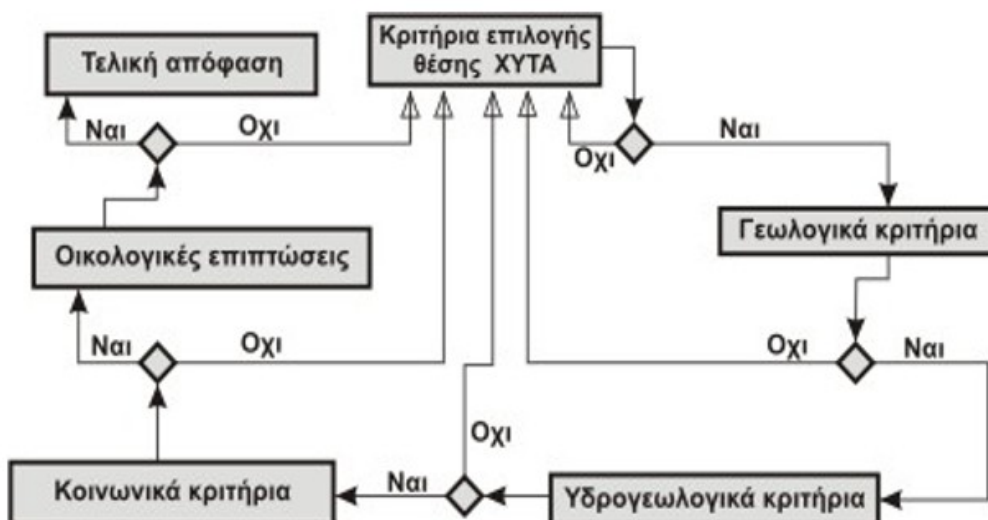 Κριτήρια επιλογής
θέσης ΧΥΤΑ
Τελική απόφαση
Ναι
Οχι
Οχι
Ναι
Γεωλογικά κριτήρια
Οικολογικές επιπτώσεις
Ναι
Οχι
Οχι
Ναι
Οχι
Κοινωνικά κριτήρια
Ναι
Υδρογεωλογικά κριτήρια